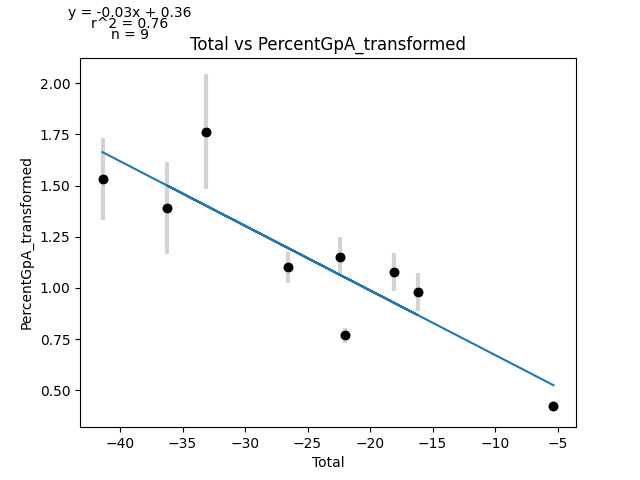 y = -0.03x + 0.36
r^2 = 0.76
n = 9
Total vs PercentGpA_transformed
PercentGpA_transformed
2.00
1.75
1.50
1.25
1.00
0.75
0.50
−40 −35 −30 −25 −20 −15 −10 −5
Total